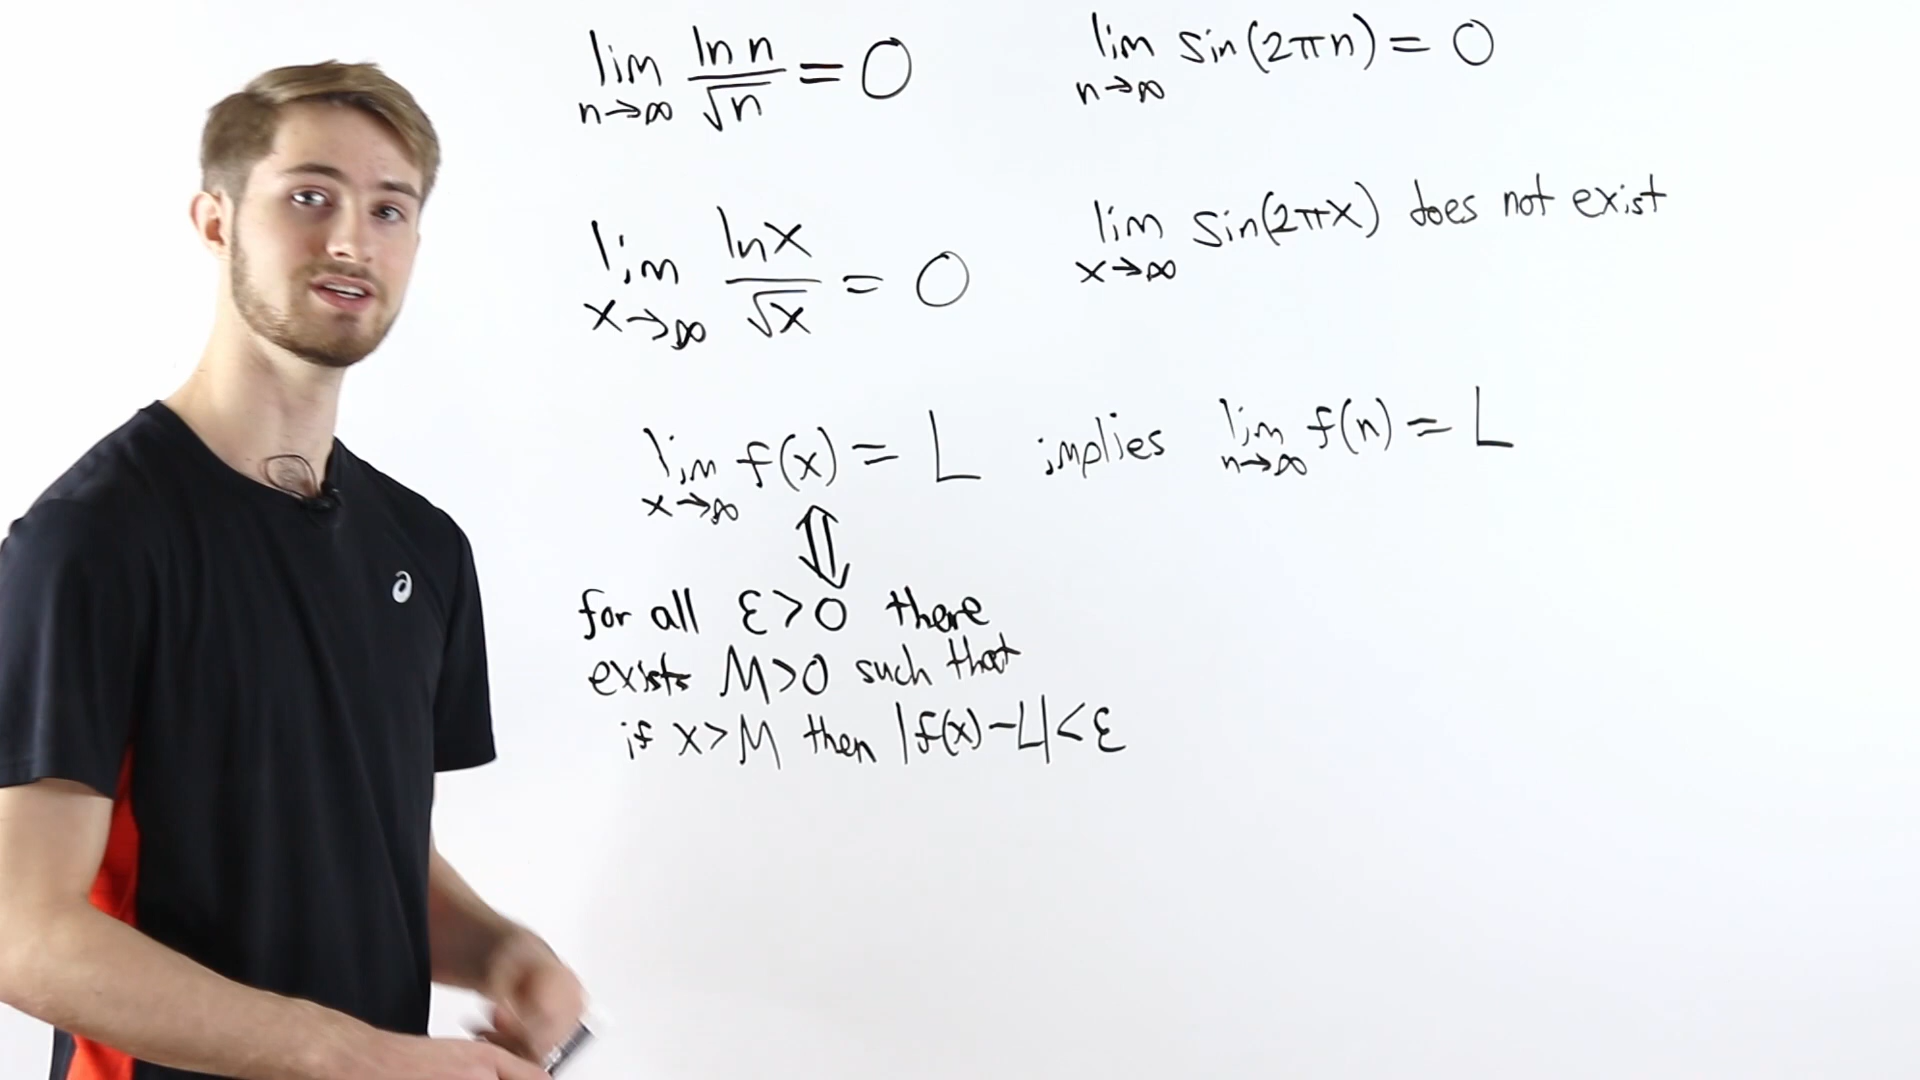 lim n→∞ ln n / √n = 0
lim n→∞ sin(2πn) = 0
lim x→∞ ln x / √x = 0
lim x→∞ sin(2πx) does not exist
lim x→∞ f(x) = L implies lim n→∞ f(n) = L
⇕
for all ε>0 there
exists M>0 such that
if x>M then |f(x)-L|<ε